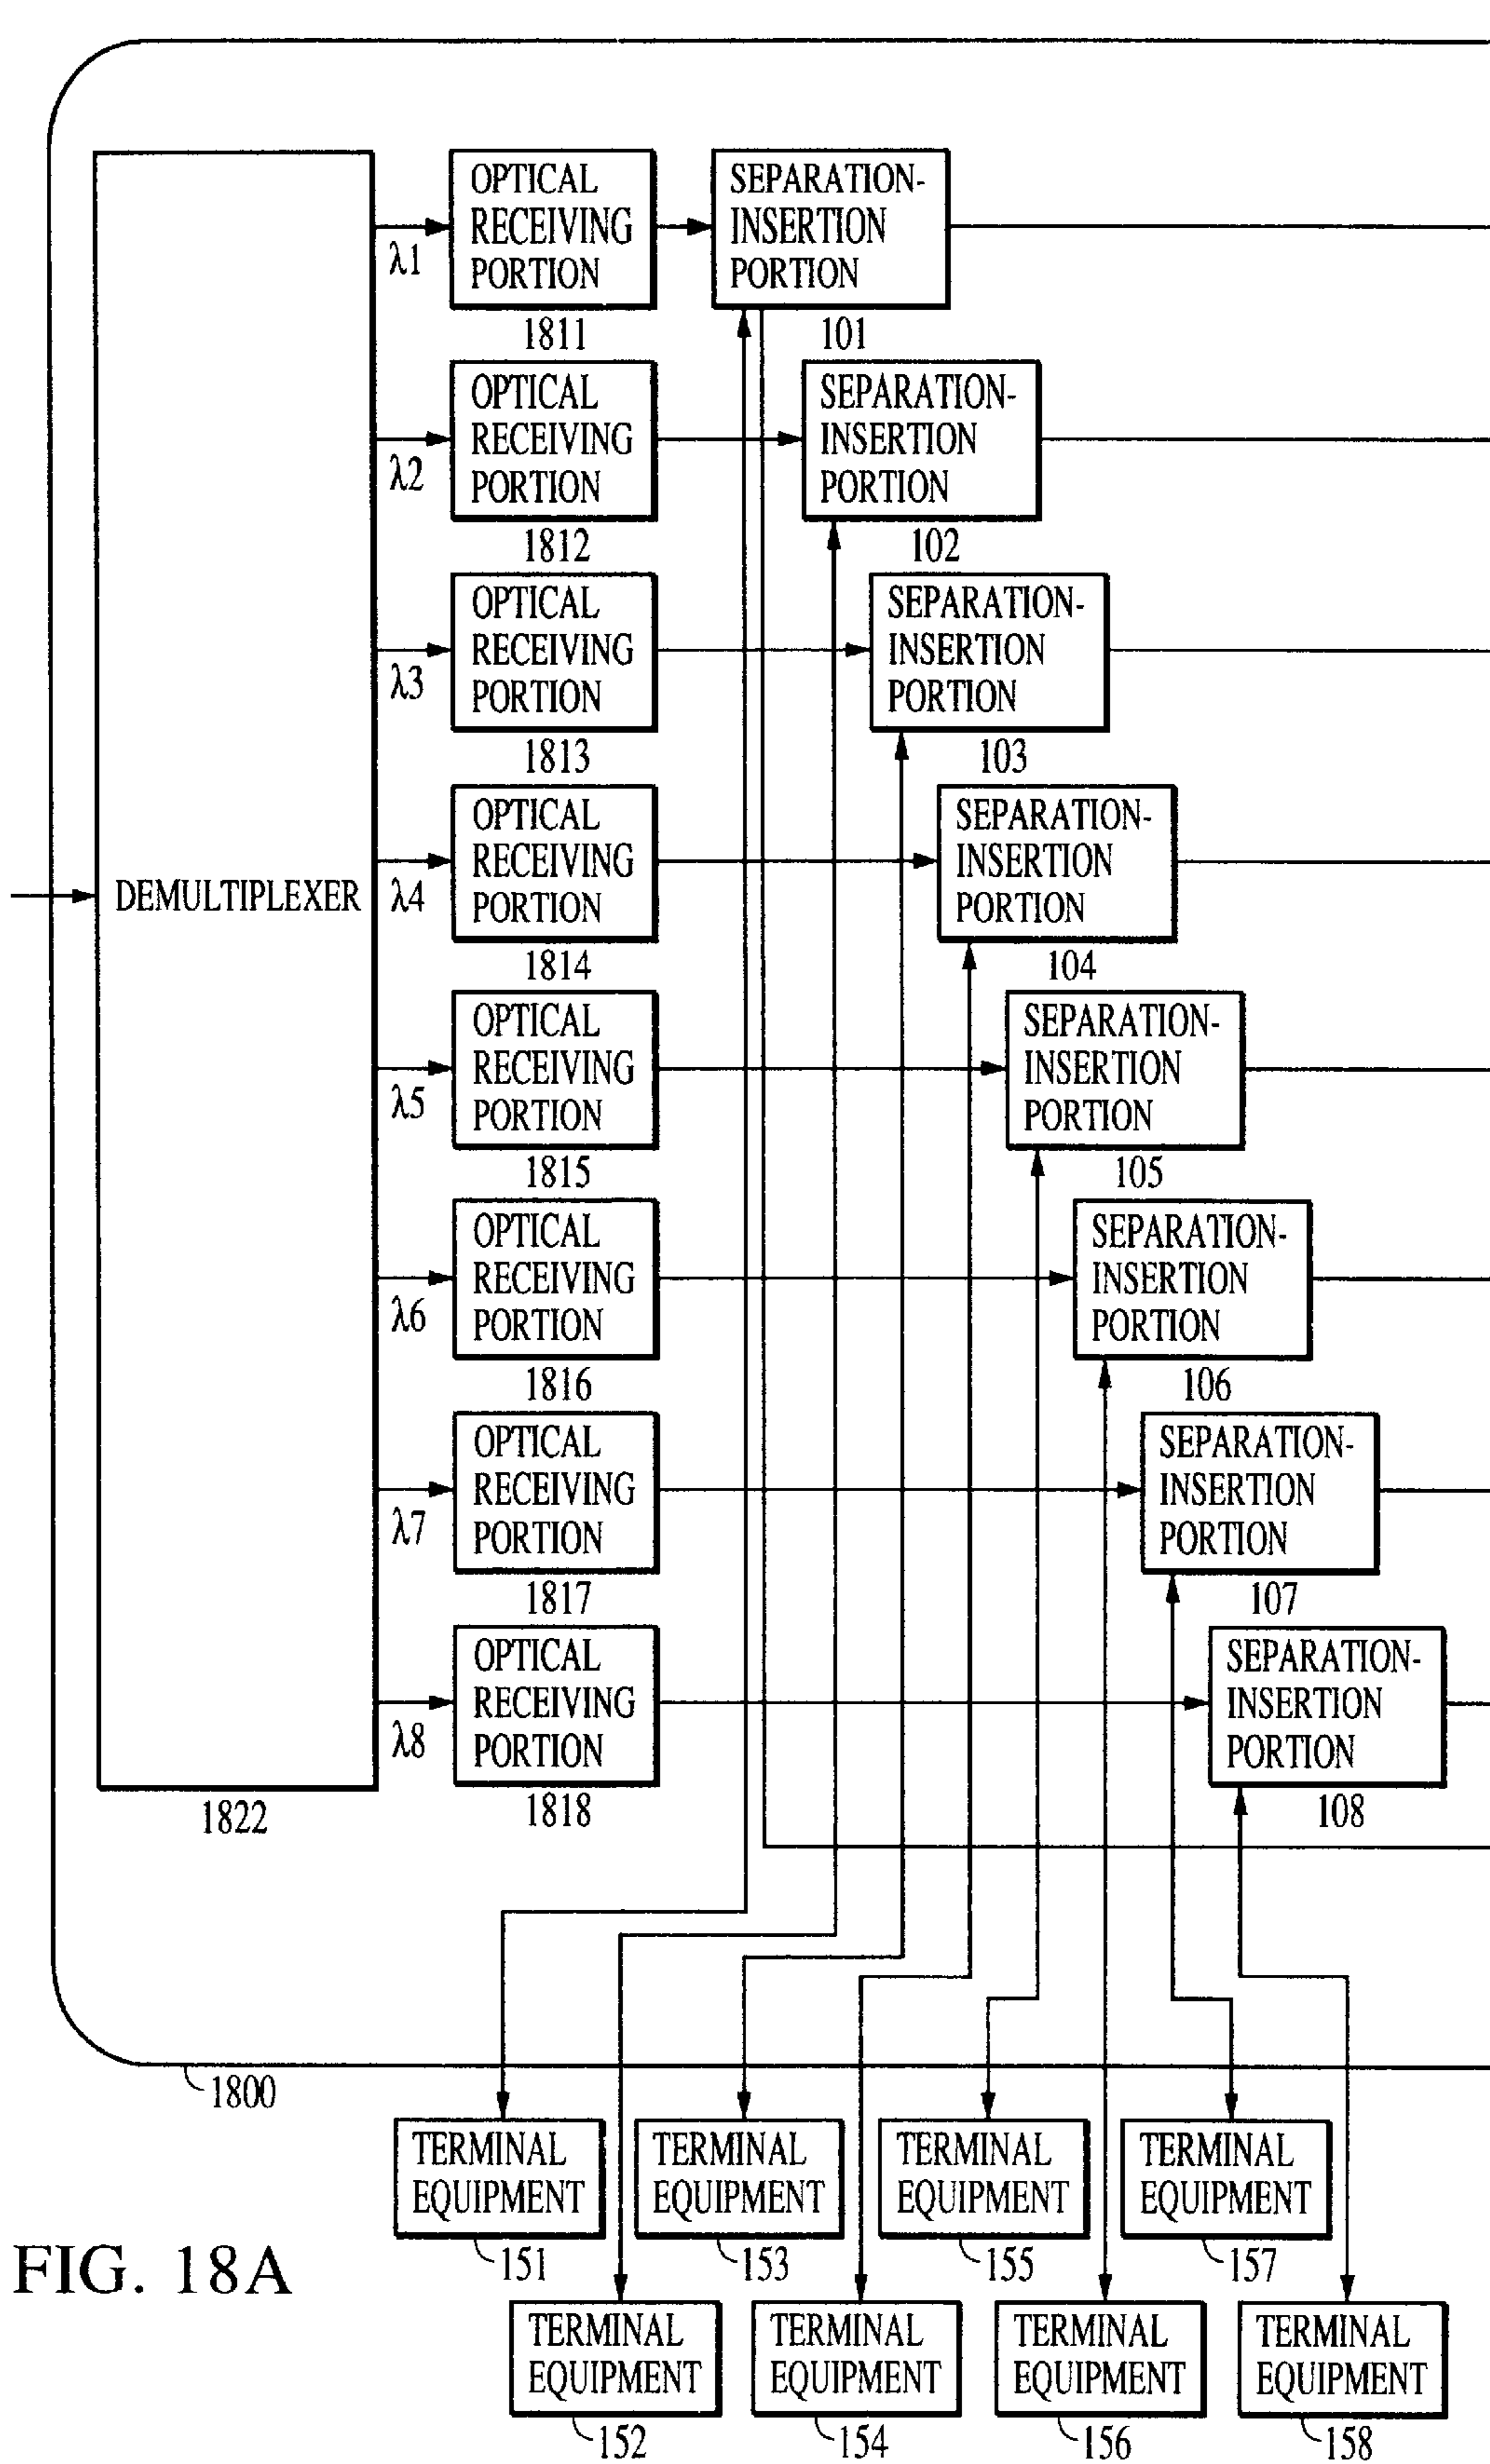 OPTICAL
RECEIVING
PORTION
λ1
1811
SEPARATION-
INSERTION
PORTION
101
OPTICAL
RECEIVING
PORTION
λ2
1812
SEPARATION-
INSERTION
PORTION
102
OPTICAL
RECEIVING
PORTION
λ3
1813
SEPARATION-
INSERTION
PORTION
103
DEMULTIPLEXER
OPTICAL
RECEIVING
PORTION
λ4
1814
SEPARATION-
INSERTION
PORTION
104
OPTICAL
RECEIVING
PORTION
λ5
1815
SEPARATION-
INSERTION
PORTION
105
OPTICAL
RECEIVING
PORTION
λ6
1816
SEPARATION-
INSERTION
PORTION
106
OPTICAL
RECEIVING
PORTION
λ7
1817
SEPARATION-
INSERTION
PORTION
107
OPTICAL
RECEIVING
PORTION
λ8
1818
SEPARATION-
INSERTION
PORTION
108
1822
1800
TERMINAL
EQUIPMENT
151
TERMINAL
EQUIPMENT
153
TERMINAL
EQUIPMENT
155
TERMINAL
EQUIPMENT
157
FIG. 18A
TERMINAL
EQUIPMENT
152
TERMINAL
EQUIPMENT
154
TERMINAL
EQUIPMENT
156
TERMINAL
EQUIPMENT
158